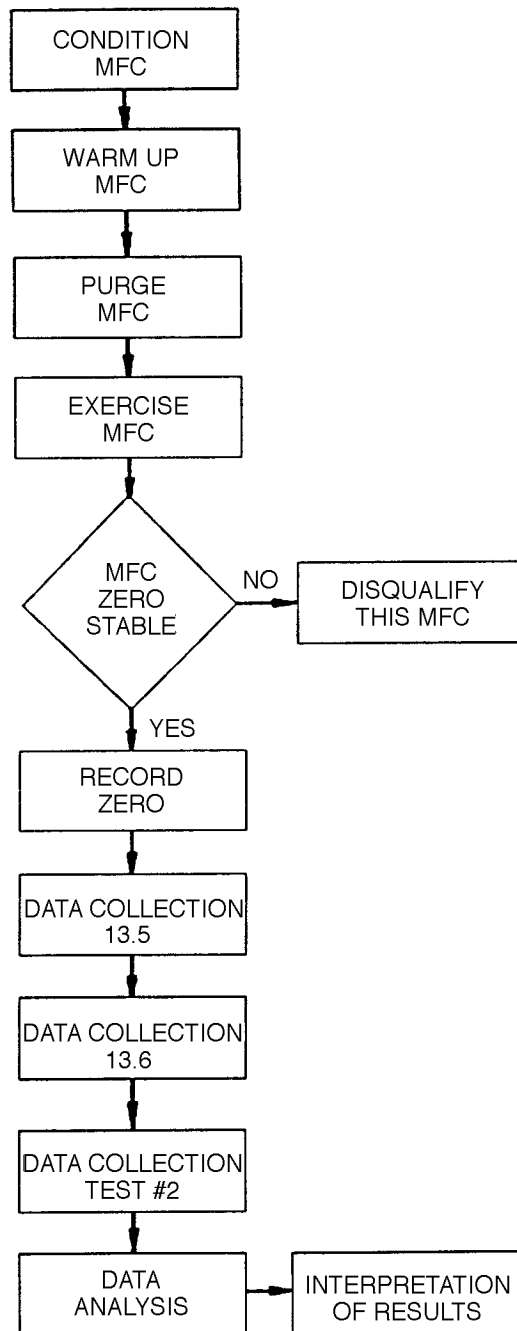 CONDITION
MFC
WARM UP
MFC
PURGE
MFC
EXERCISE
MFC
MFC
ZERO
STABLE
NO
DISQUALIFY
THIS MFC
YES
RECORD
ZERO
DATA COLLECTION
13.5
DATA COLLECTION
13.6
DATA COLLECTION
TEST #2
DATA
ANALYSIS
INTERPRETATION
OF RESULTS